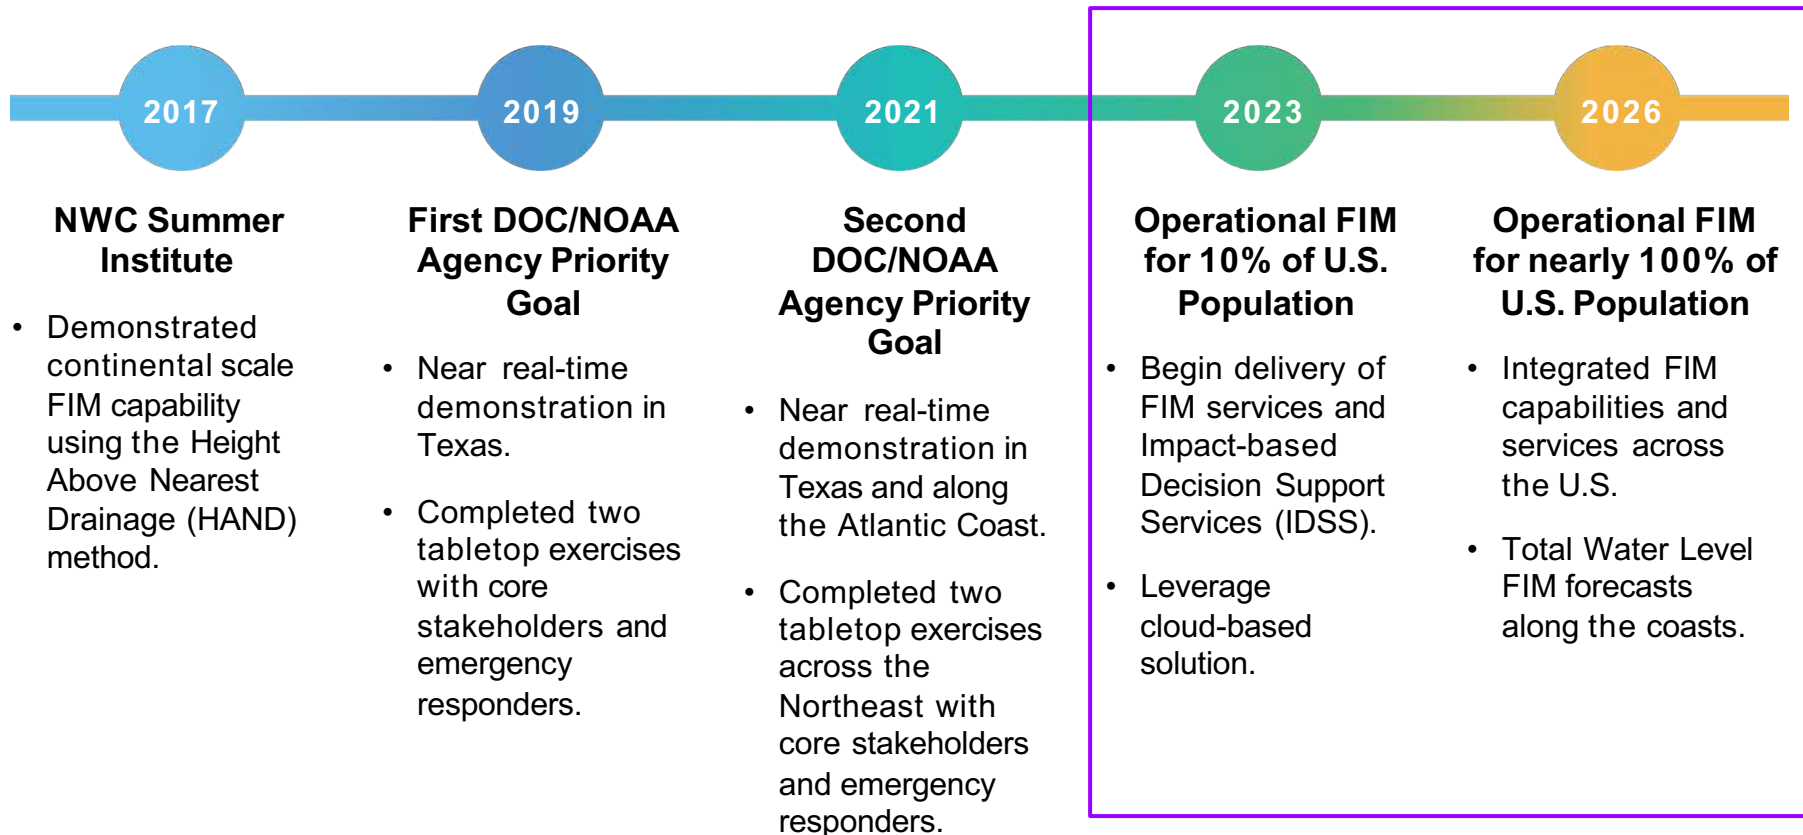 2017
2019
2021
2023
2026
NWC Summer
Institute
• Demonstrated
continental scale
FIM capability
using the Height
Above Nearest
Drainage (HAND)
method.
First DOC/NOAA
Agency Priority
Goal
• Near real-time
demonstration in
Texas.
• Completed two
tabletop exercises
with core
stakeholders and
emergency
responders.
Second
DOC/NOAA
Agency Priority
Goal
• Near real-time
demonstration in
Texas and along
the Atlantic Coast.
• Completed two
tabletop exercises
across the
Northeast with
core stakeholders
and emergency
responders.
Operational FIM
for 10% of U.S.
Population
• Begin delivery of
FIM services and
Impact-based
Decision Support
Services (IDSS).
• Leverage
cloud-based
solution.
Operational FIM
for nearly 100% of
U.S. Population
• Integrated FIM
capabilities and
services across
the U.S.
• Total Water Level
FIM forecasts
along the coasts.